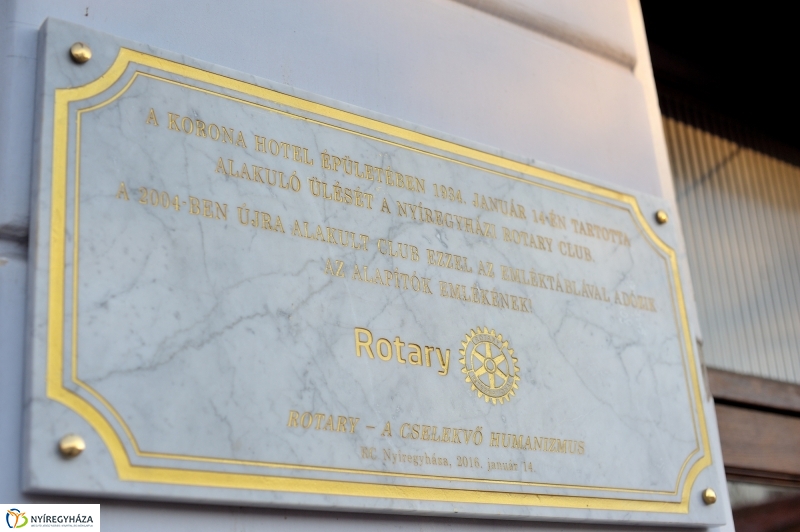 A KORONA HOTEL ÉPÜLETÉBEN 1934. JANUÁR 14-ÉN TARTOTTA
ALAKULÓ ÜLÉSÉT A NYÍREGYHÁZI ROTARY CLUB.
A 2004-BEN ÚJRA ALAKULT CLUB EZZEL AZ EMLÉKTÁBLÁVAL ADÓZIK
AZ ALAPÍTÓK EMLÉKÉNEK!
Rotary
ROTARY – A CSELEKVŐ HUMANIZMUS
RC Nyíregyháza, 2016. január 14.
NYÍREGYHÁZA